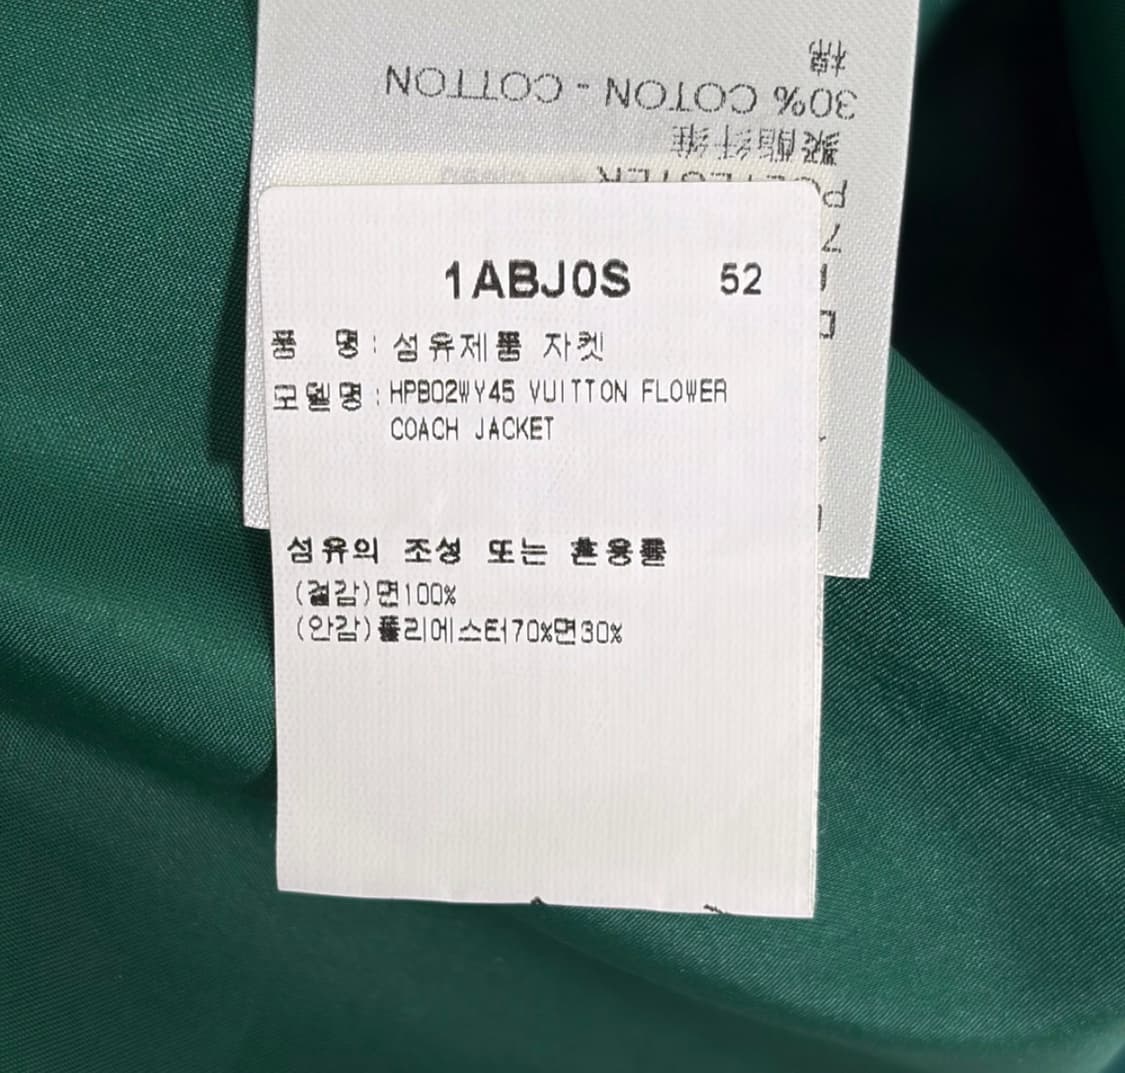 棉
30% COTON - COTTON
聚酯纤维
POLYESTER
1ABJ0S 52
품 명 : 섬유제품 자켓
모델명 : HPB02WY45 VUITTON FLOWER
COACH JACKET
섬유의 조성 또는 혼용률
(겉감)면100%
(안감)폴리에스터70%면30%